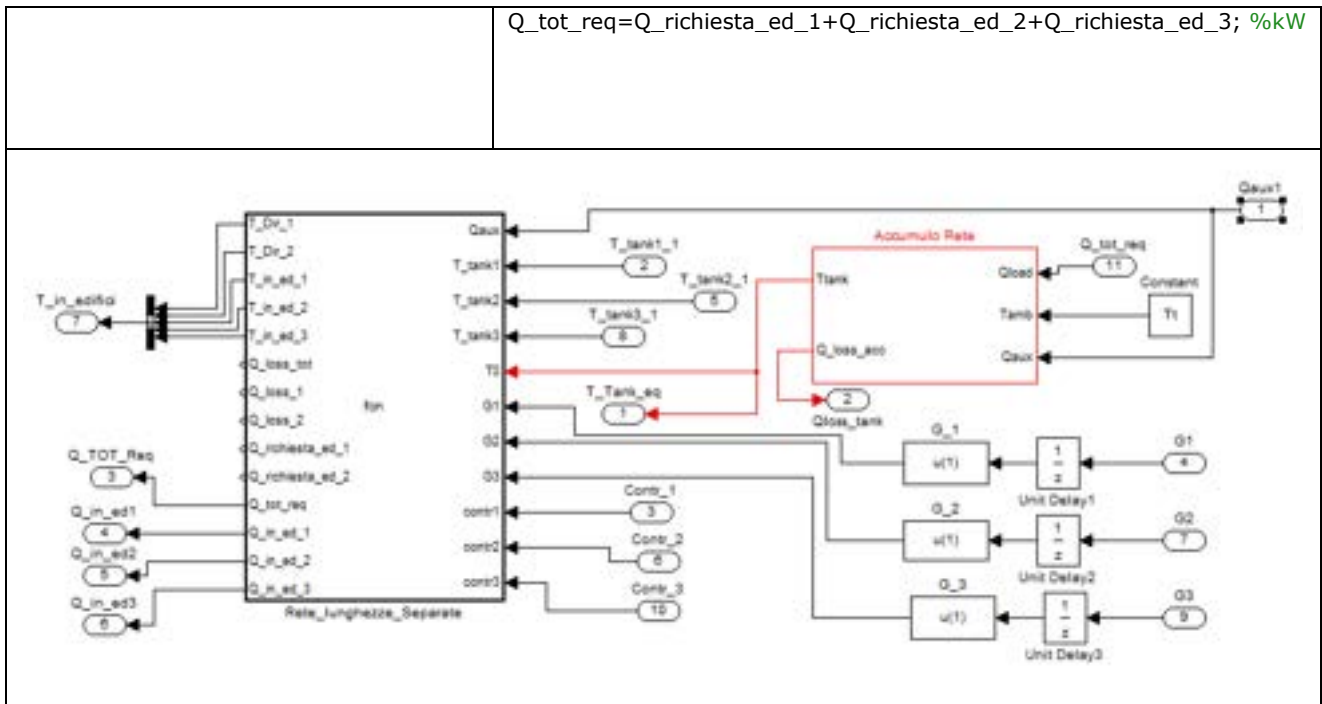 Q_tot_req=Q_richiesta_ed_1+Q_richiesta_ed_2+Q_richiesta_ed_3; %kW
Qaux1
1
T_Dir_1
T_Dir_2
T_in_ed_1
T_in_ed_2
T_in_ed_3
Q_loss_tot
Q_loss_1
Q_loss_2
Q_richiesta_ed_1
Q_richiesta_ed_2
Q_tot_req
Q_in_ed_1
Q_in_ed_2
Q_in_ed_3
fcn
Qaux
T_tank1
T_tank2
T_tank3
T0
G1
G2
G3
contr1
contr2
contr3
Rete_lunghezze_Separate
T_in_edifici
7
Q_TOT_Req
3
Q_in_ed1
4
Q_in_ed2
5
Q_in_ed3
6
T_tank1_1
2
T_tank2_1
5
T_tank3_1
8
T_Tank_eq
1
Accumulo Rete
Ttank
Q_loss_acc
Qload
Tamb
Qaux
Q_tot_req
11
Constant
Tt
2
Qloss_tank
G_1
u(1)
1
z
Unit Delay1
G1
4
G_2
u(1)
1
z
Unit Delay2
G2
7
G_3
u(1)
1
z
Unit Delay3
G3
9
Contr_1
3
Contr_2
6
Contr_3
10